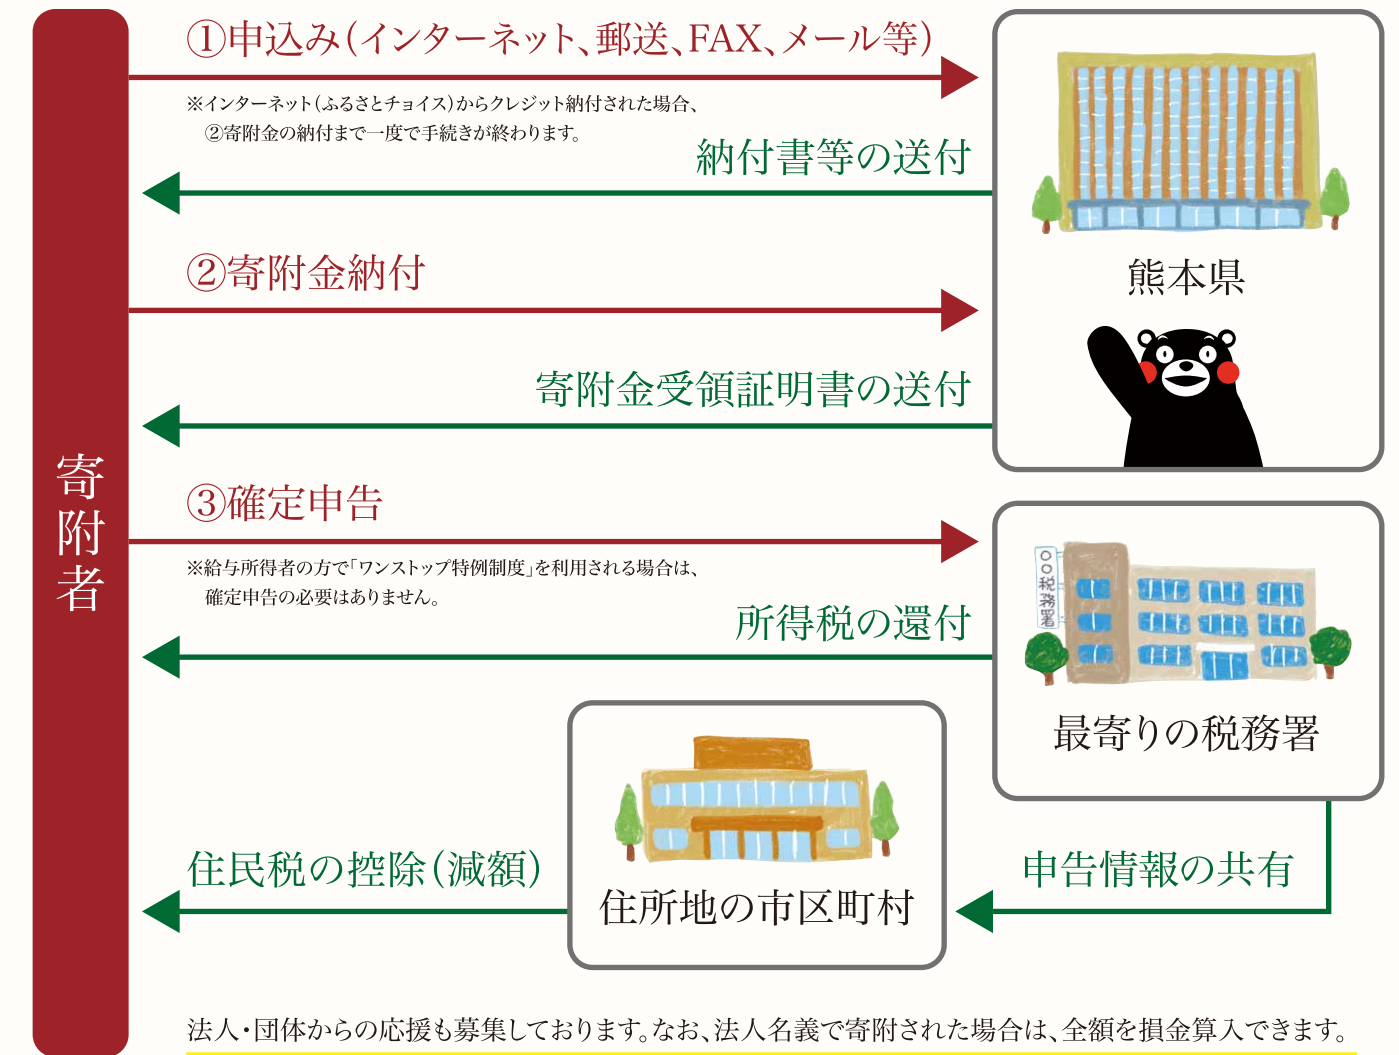 ①申込み(インターネット、郵送、FAX、メール等)
※インターネット(ふるさとチョイス)からクレジット納付された場合、
②寄附金の納付まで一度で手続きが終わります。
納付書等の送付
②寄附金納付
熊本県
寄附金受領証明書の送付
寄附者
③確定申告
※給与所得者の方で「ワンストップ特例制度」を利用される場合は、
確定申告の必要はありません。
所得税の還付
〇〇税務署
最寄りの税務署
住民税の控除(減額)
住所地の市区町村
申告情報の共有
法人・団体からの応援も募集しております。なお、法人名義で寄附された場合は、全額を損金算入できます。